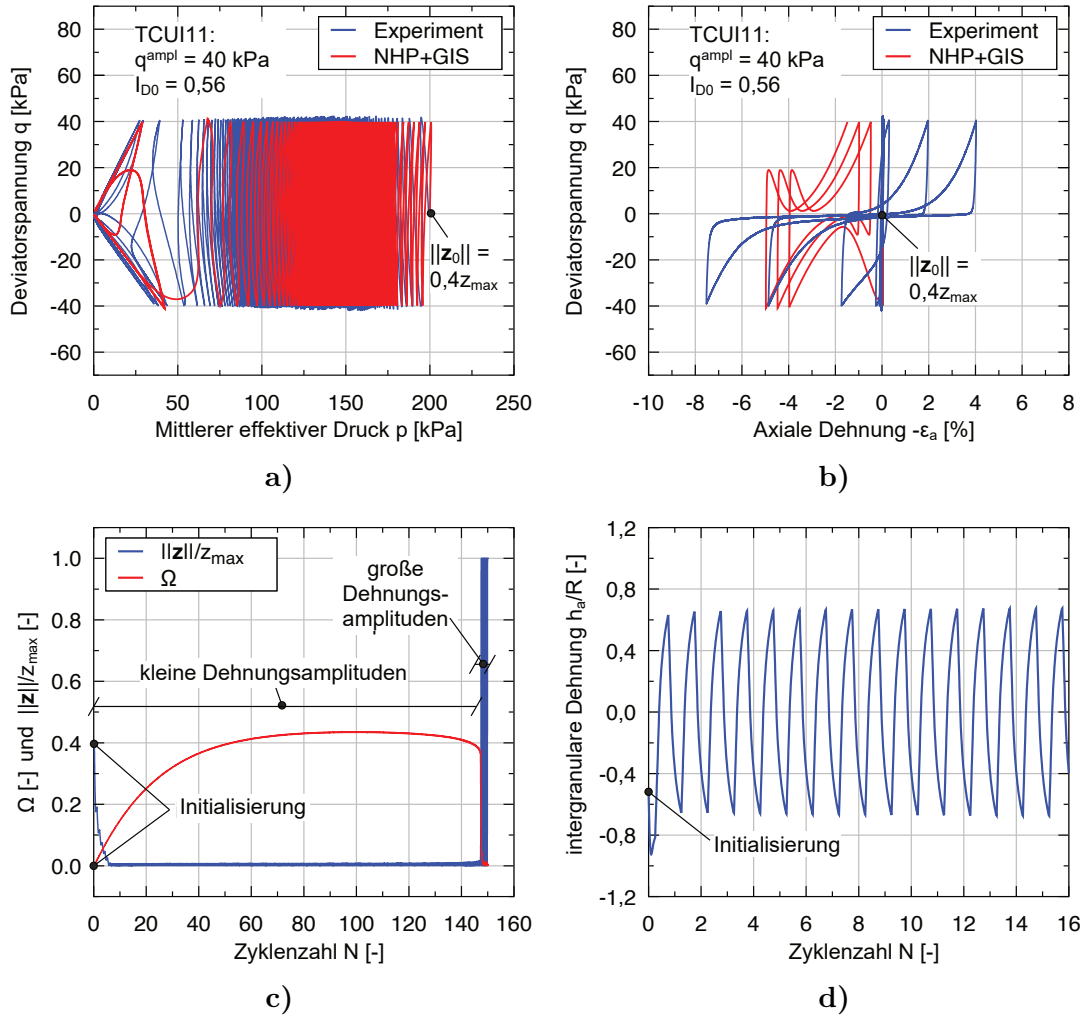 TCUI11:
q^ampl = 40 kPa
I_D0 = 0,56
Experiment
NHP+GIS
||z₀|| =
0,4z_max
Deviatorspannung q [kPa]
80
60
40
20
0
-20
-40
-60
0
50
100
150
200
250
Mittlerer effektiver Druck p [kPa]
a)
TCUI11:
q^ampl = 40 kPa
I_D0 = 0,56
Experiment
NHP+GIS
||z₀|| =
0,4z_max
Deviatorspannung q [kPa]
80
60
40
20
0
-20
-40
-60
-10
-8
-6
-4
-2
0
2
4
6
8
Axiale Dehnung -ε_a [%]
b)
||z||/z_max
Ω
große
Dehnungs-
amplituden
kleine Dehnungsamplituden
Initialisierung
Ω [-] und ||z||/z_max [-]
1.0
0.8
0.6
0.4
0.2
0.0
0
20
40
60
80
100
120
140
160
Zyklenzahl N [-]
c)
intergranulare Dehnung h_a/R [-]
1,2
0,8
0,4
0,0
-0,4
-0,8
-1,2
Initialisierung
0
2
4
6
8
10
12
14
16
Zyklenzahl N [-]
d)